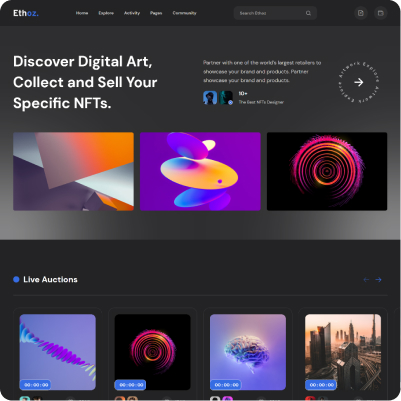 Ethoz.
Home Explore Activity Pages Community
Search Ethoz
Discover Digital Art,
Collect and Sell Your
Specific NFTs.
Partner with one of the world's largest retailers to
showcase your brand and products. Partner
showcase your brand and products.
10+
The Best NFTs Designer
Artwork Explore Artwork Explore
Live Auctions
00:00:00 00:00:00 00:00:00 00:00:00